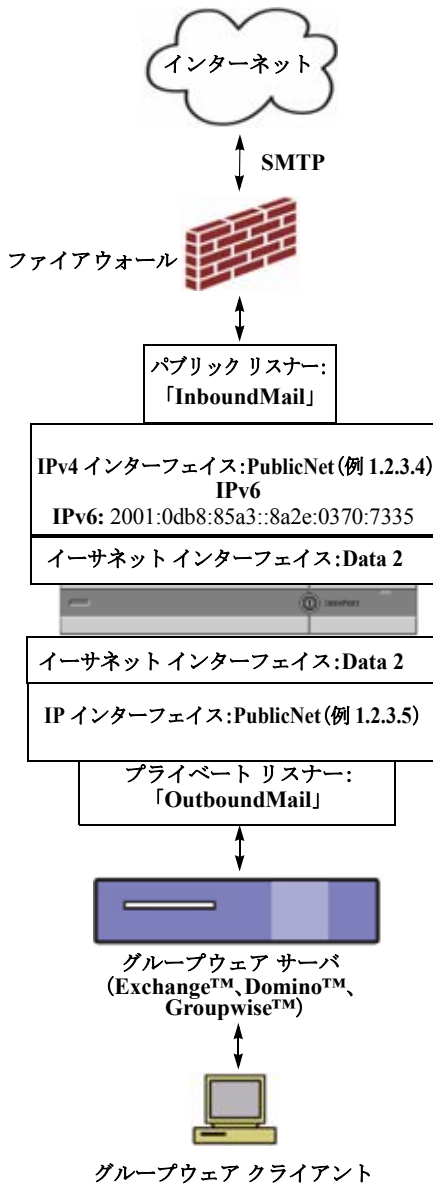 インターネット
SMTP
ファイアウォール
パブリック リスナー:
「InboundMail」
IPv4 インターフェイス:PublicNet(例 1.2.3.4)
IPv6
IPv6: 2001:0db8:85a3::8a2e:0370:7335
イーサネット インターフェイス:Data 2
イーサネット インターフェイス:Data 2
IP インターフェイス:PublicNet(例 1.2.3.5)
プライベート リスナー:
「OutboundMail」
グループウェア サーバ
(Exchange™、Domino™、
Groupwise™)
グループウェア クライアント